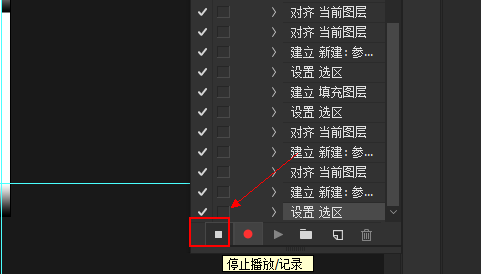 对齐 当前图层
对齐 当前图层
建立 新建: 参...
设置 选区
建立 填充图层
设置 选区
对齐 当前图层
建立 新建: 参...
对齐 当前图层
建立 新建: 参...
设置 选区
停止播放/记录